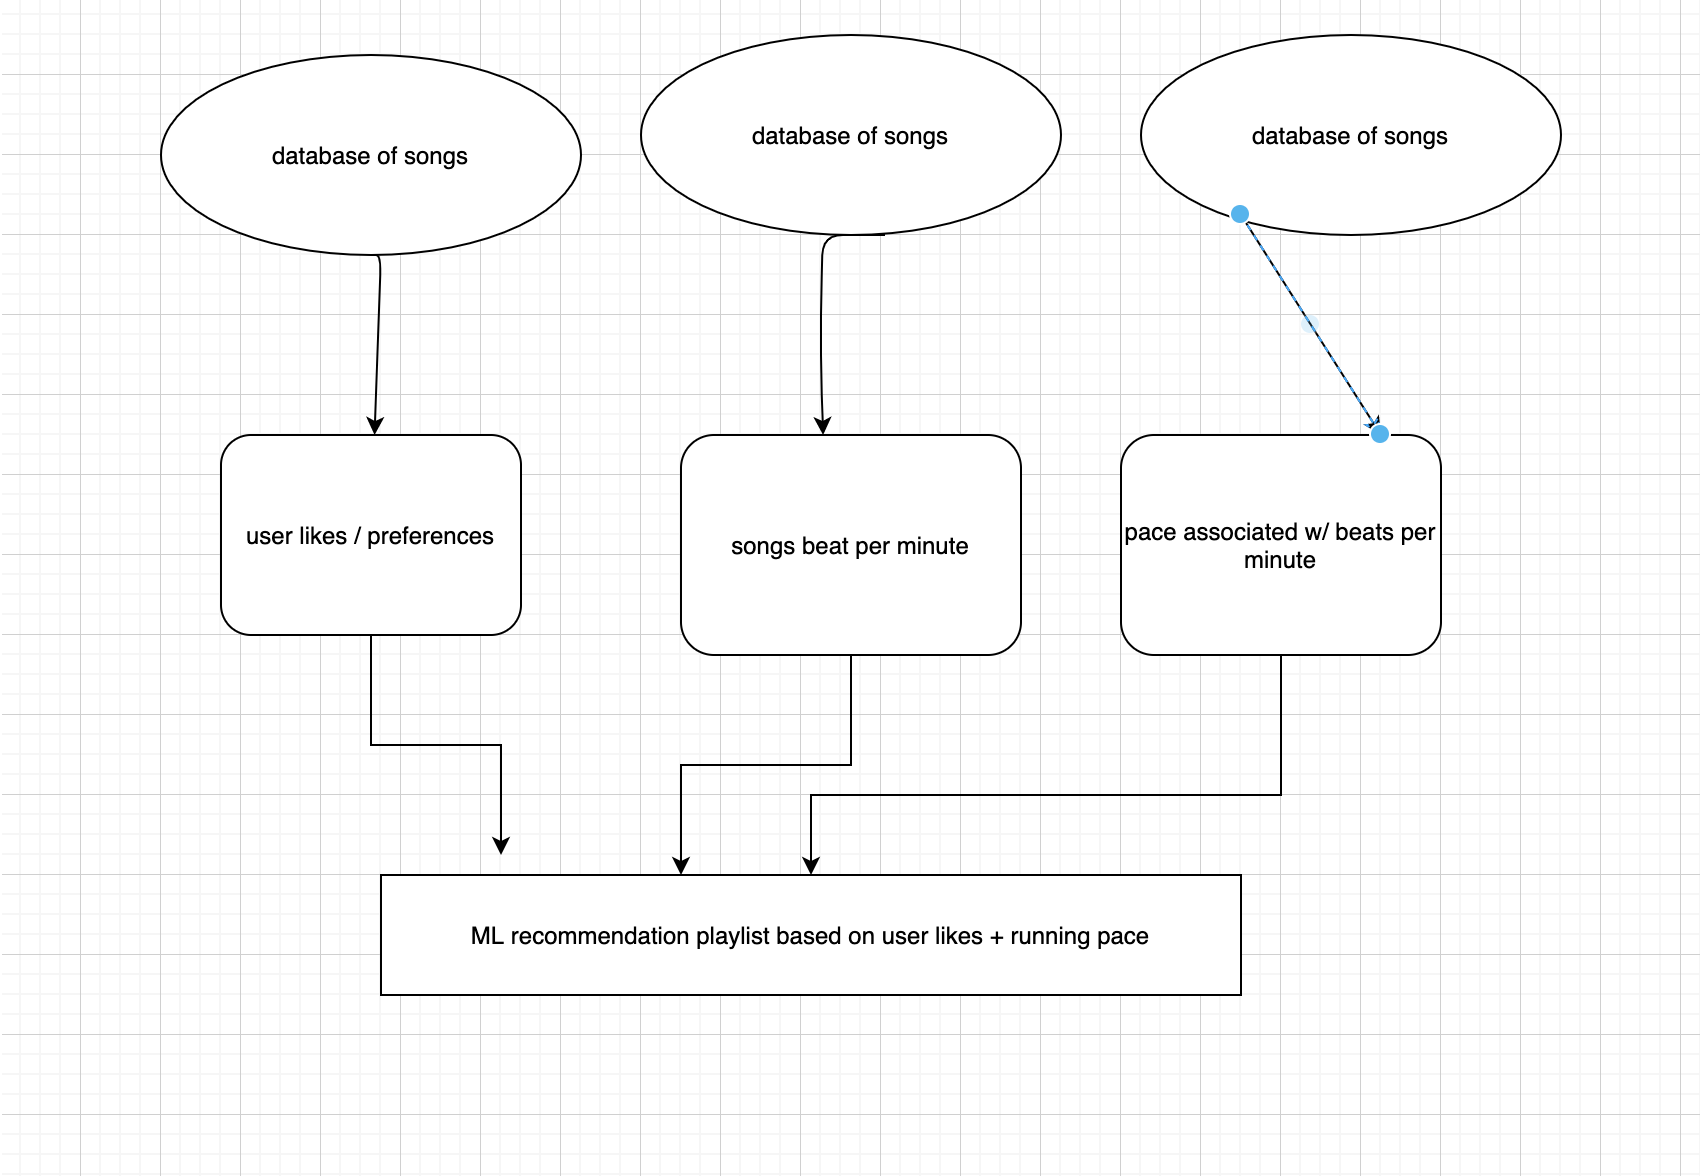 database of songs
database of songs
database of songs
user likes / preferences
songs beat per minute
pace associated w/ beats per
minute
ML recommendation playlist based on user likes + running pace